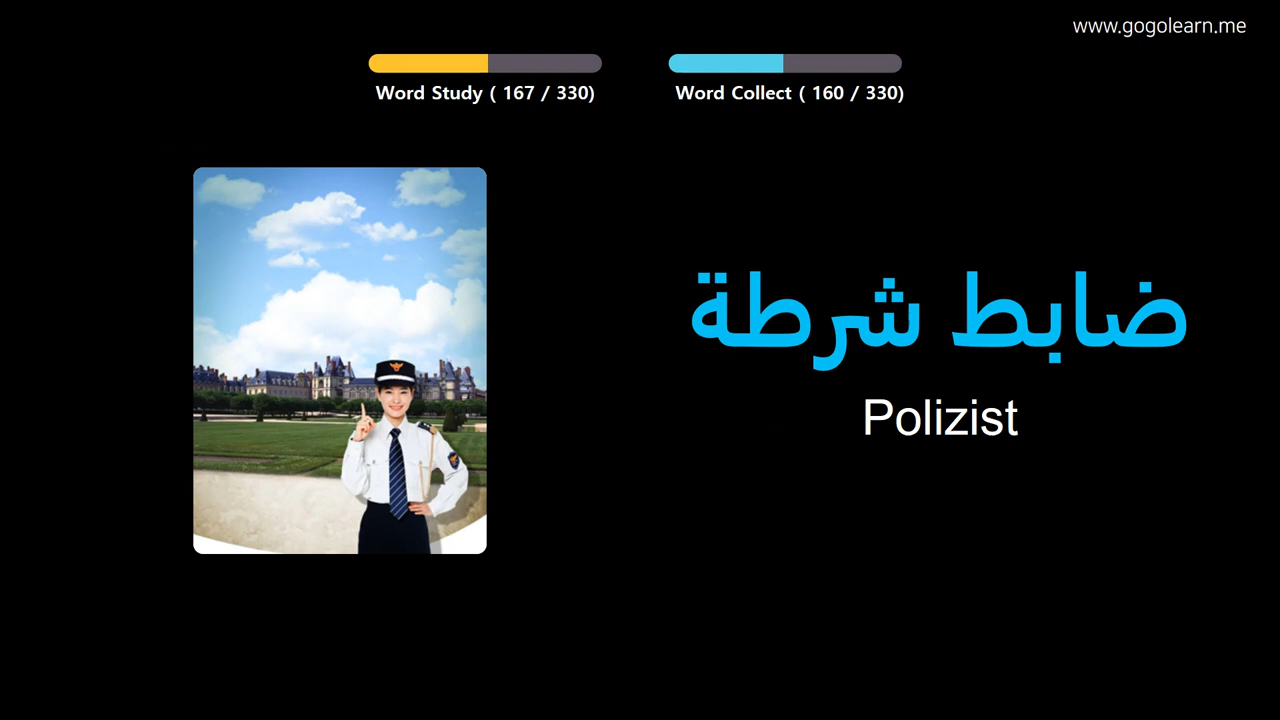 www.gogolearn.me
Word Study ( 167 / 330)
Word Collect ( 160 / 330)
ضابط شرطة
Polizist